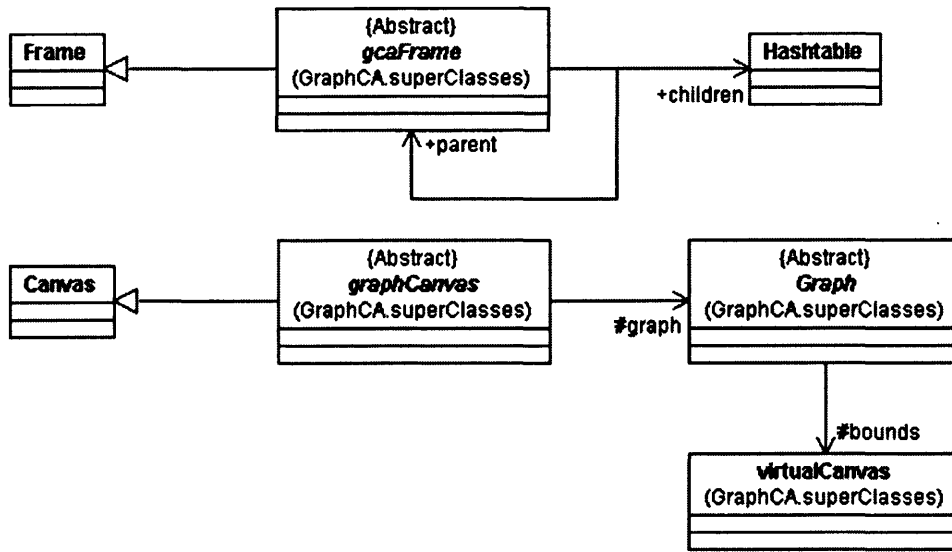 {Abstract}
Frame
gcaFrame
Hashtable
(GraphCA.superClasses)
+children
+parent
{Abstract}
{Abstract}
Canvas
graphCanvas
Graph
(GraphCA.superClasses)
(GraphCA.superClasses)
#graph
#bounds
virtualCanvas
(GraphCA.superClasses)